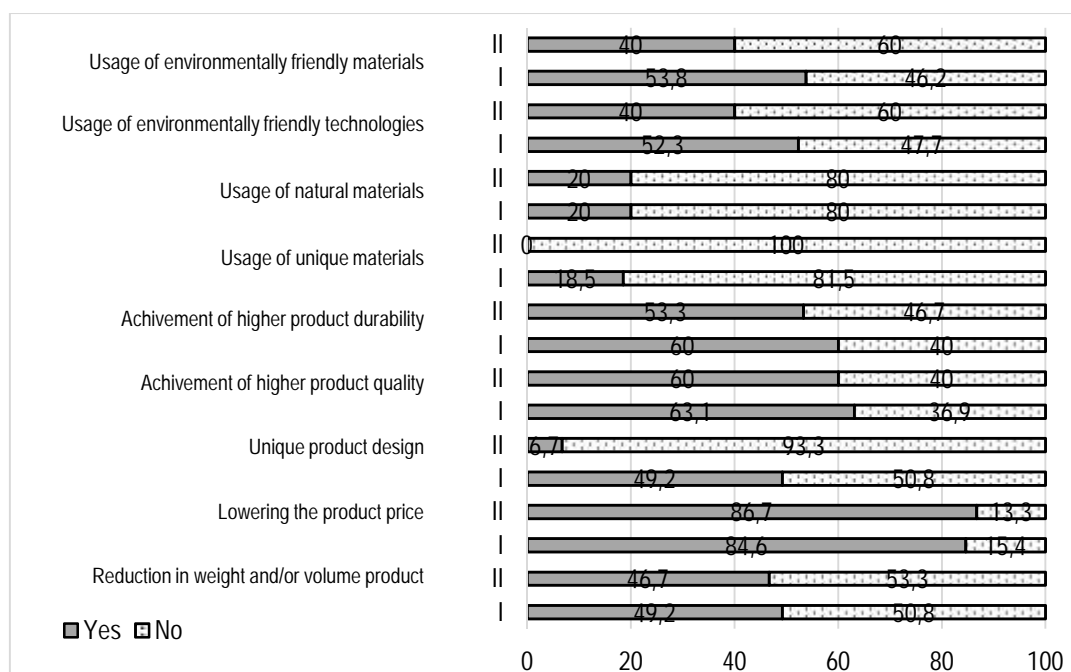 Usage of environmentally friendly materials
II 40 60
I 53,8 46,2
Usage of environmentally friendly technologies
II 40 60
I 52,3 47,7
Usage of natural materials
II 20 80
I 20 80
Usage of unique materials
II 0 100
I 18,5 81,5
Achivement of higher product durability
II 53,3 46,7
I 60 40
Achivement of higher product quality
II 60 40
I 63,1 36,9
Unique product design
II 6,7 93,3
I 49,2 50,8
Lowering the product price
II 86,7 13,3
I 84,6 15,4
Reduction in weight and/or volume product
II 46,7 53,3
I 49,2 50,8
Yes No
0 20 40 60 80 100